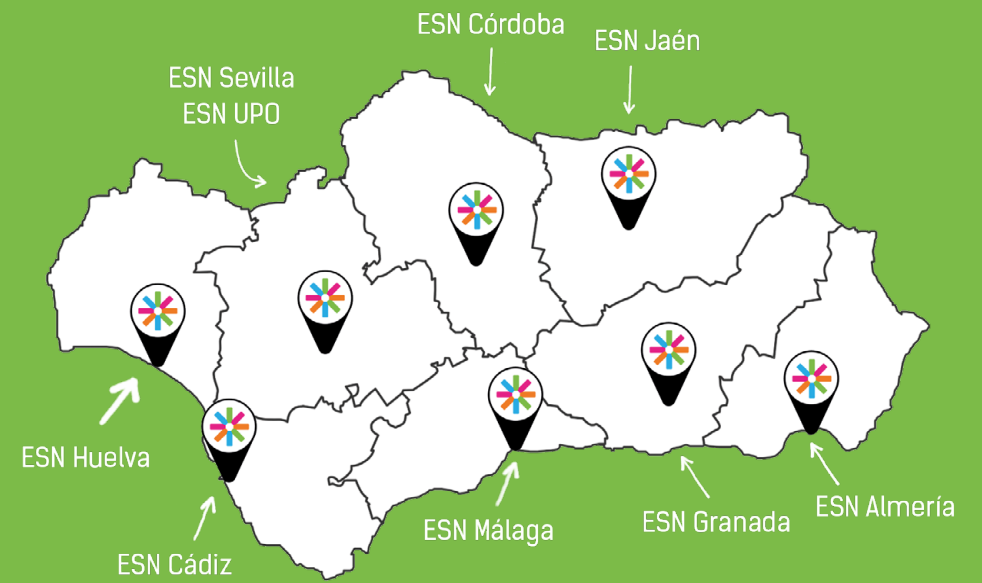 ESN Córdoba
ESN Jaén
ESN Sevilla
ESN UPO
ESN Huelva
ESN Cádiz
ESN Málaga
ESN Granada
ESN Almería